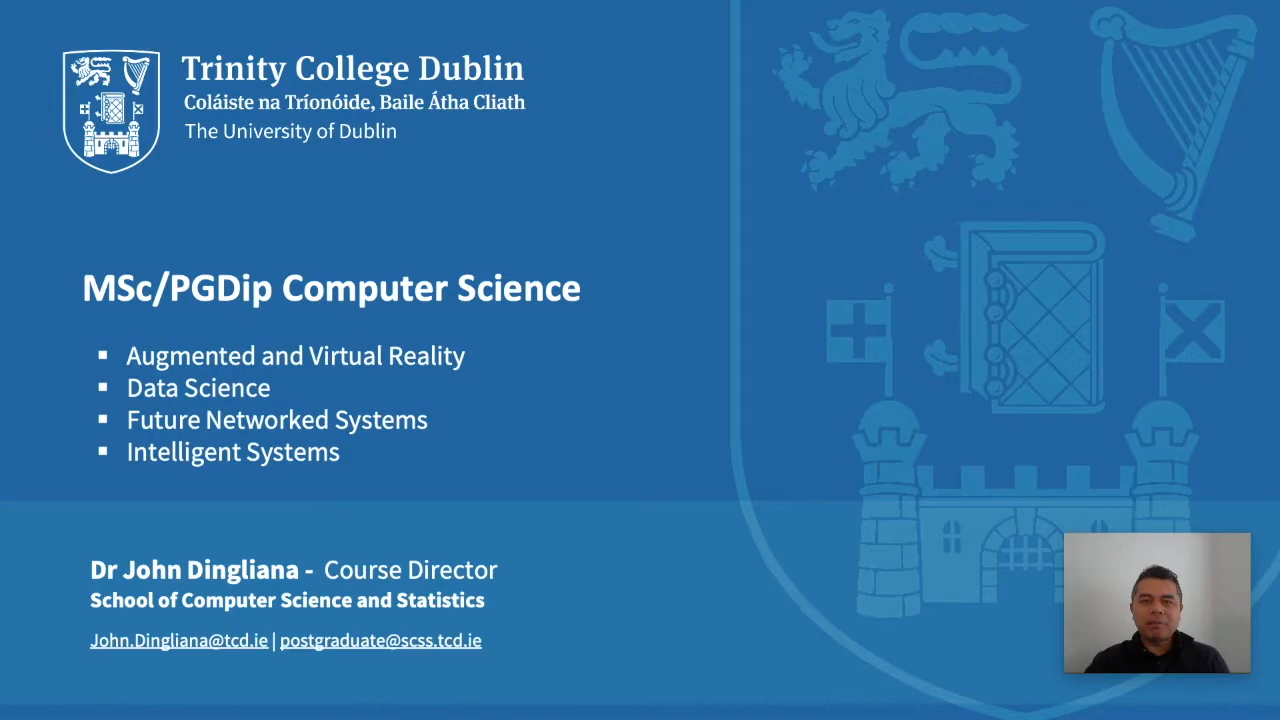 Trinity College Dublin
Coláiste na Tríonóide, Baile Átha Cliath
The University of Dublin
MSc/PGDip Computer Science
▪ Augmented and Virtual Reality
▪ Data Science
▪ Future Networked Systems
▪ Intelligent Systems
Dr John Dingliana - Course Director
School of Computer Science and Statistics
John.Dingliana@tcd.ie | postgraduate@scss.tcd.ie